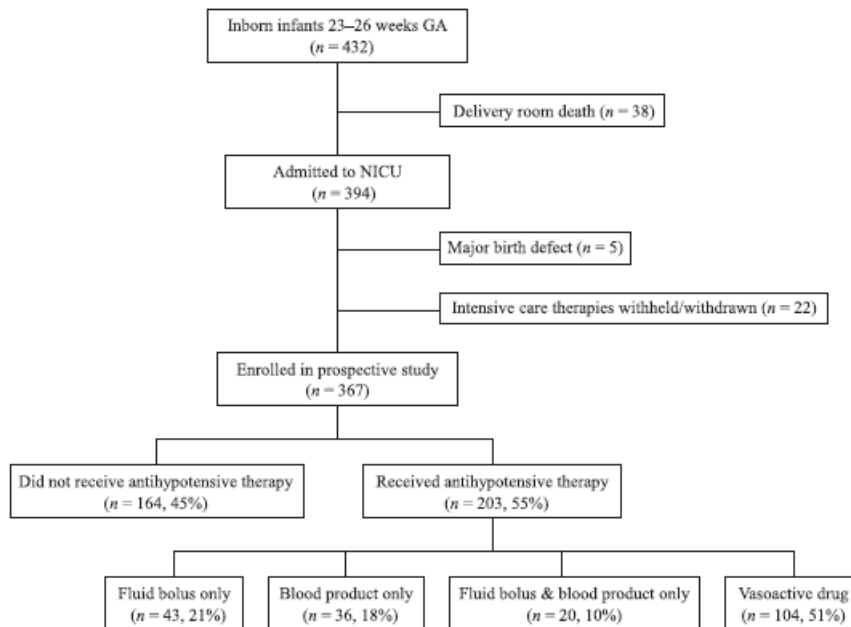 Inborn infants 23–26 weeks GA
(n = 432)
Delivery room death (n = 38)
Admitted to NICU
(n = 394)
Major birth defect (n = 5)
Intensive care therapies withheld/withdrawn (n = 22)
Enrolled in prospective study
(n = 367)
Did not receive antihypotensive therapy
(n = 164, 45%)
Received antihypotensive therapy
(n = 203, 55%)
Fluid bolus only
(n = 43, 21%)
Blood product only
(n = 36, 18%)
Fluid bolus & blood product only
(n = 20, 10%)
Vasoactive drug
(n = 104, 51%)